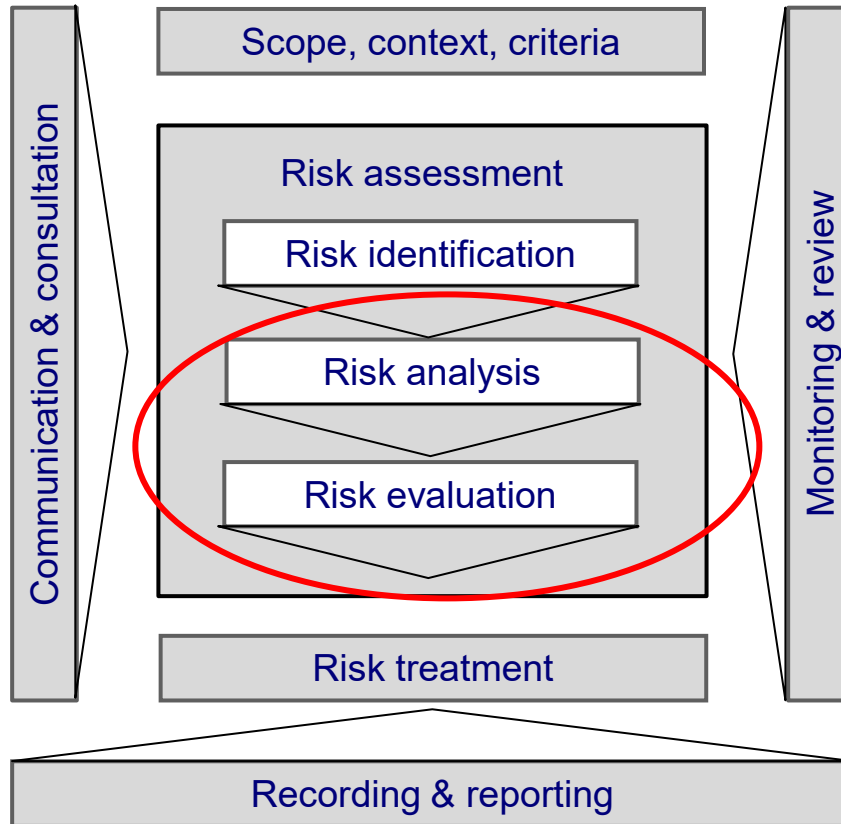 Scope, context, criteria
Communication & consultation
Risk assessment
Risk identification
Risk analysis
Risk evaluation
Monitoring & review
Risk treatment
Recording & reporting